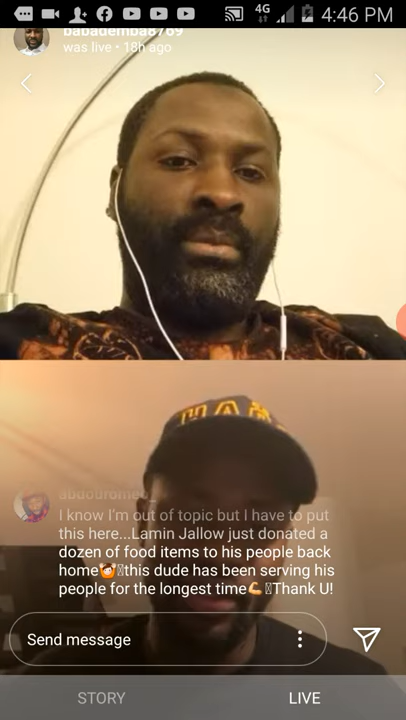 4G 4:46 PM
babademba8769
was live • 18h ago
abdouromeo
I know I'm out of topic but I have to put
this here...Lamin Jallow just donated a
dozen of food items to his people back
home🙆this dude has been serving his
people for the longest time💪Thank U!
Send message
STORY LIVE